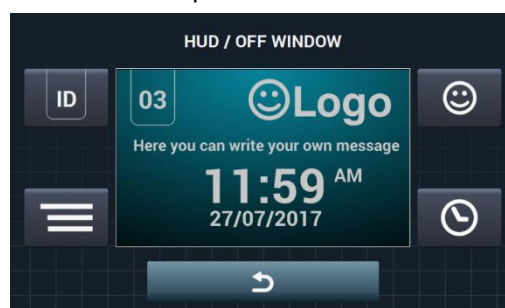 HUD / OFF WINDOW
ID
03
Logo
Here you can write your own message
11:59 AM
27/07/2017